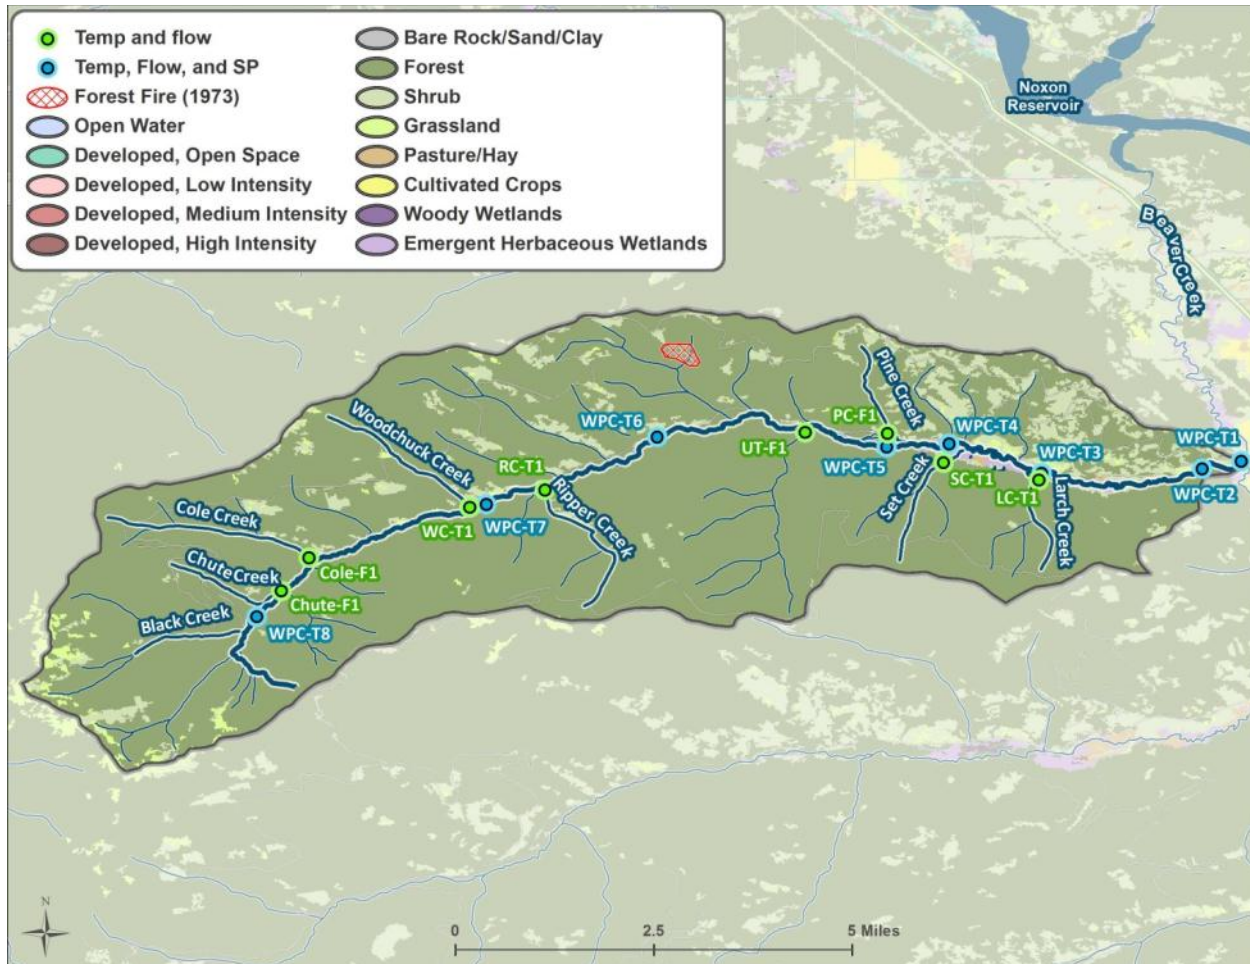 Temp and flow
Temp, Flow, and SP
Forest Fire (1973)
Open Water
Developed, Open Space
Developed, Low Intensity
Developed, Medium Intensity
Developed, High Intensity
Bare Rock/Sand/Clay
Forest
Shrub
Grassland
Pasture/Hay
Cultivated Crops
Woody Wetlands
Emergent Herbaceous Wetlands
Noxon
Reservoir
Beaver Creek
Pine Creek
Woodchuck Creek
WPC-T6
PC-F1
WPC-T4
WPC-T1
UT-F1
WPC-T5
WPC-T3
RC-T1
Set Creek
SC-T1
LC-T1
Larch Creek
WPC-T2
Ripper Creek
Cole Creek
WC-T1
WPC-T7
Chute Creek
Cole-F1
Chute-F1
Black Creek
WPC-T8
N
0
2.5
5 Miles